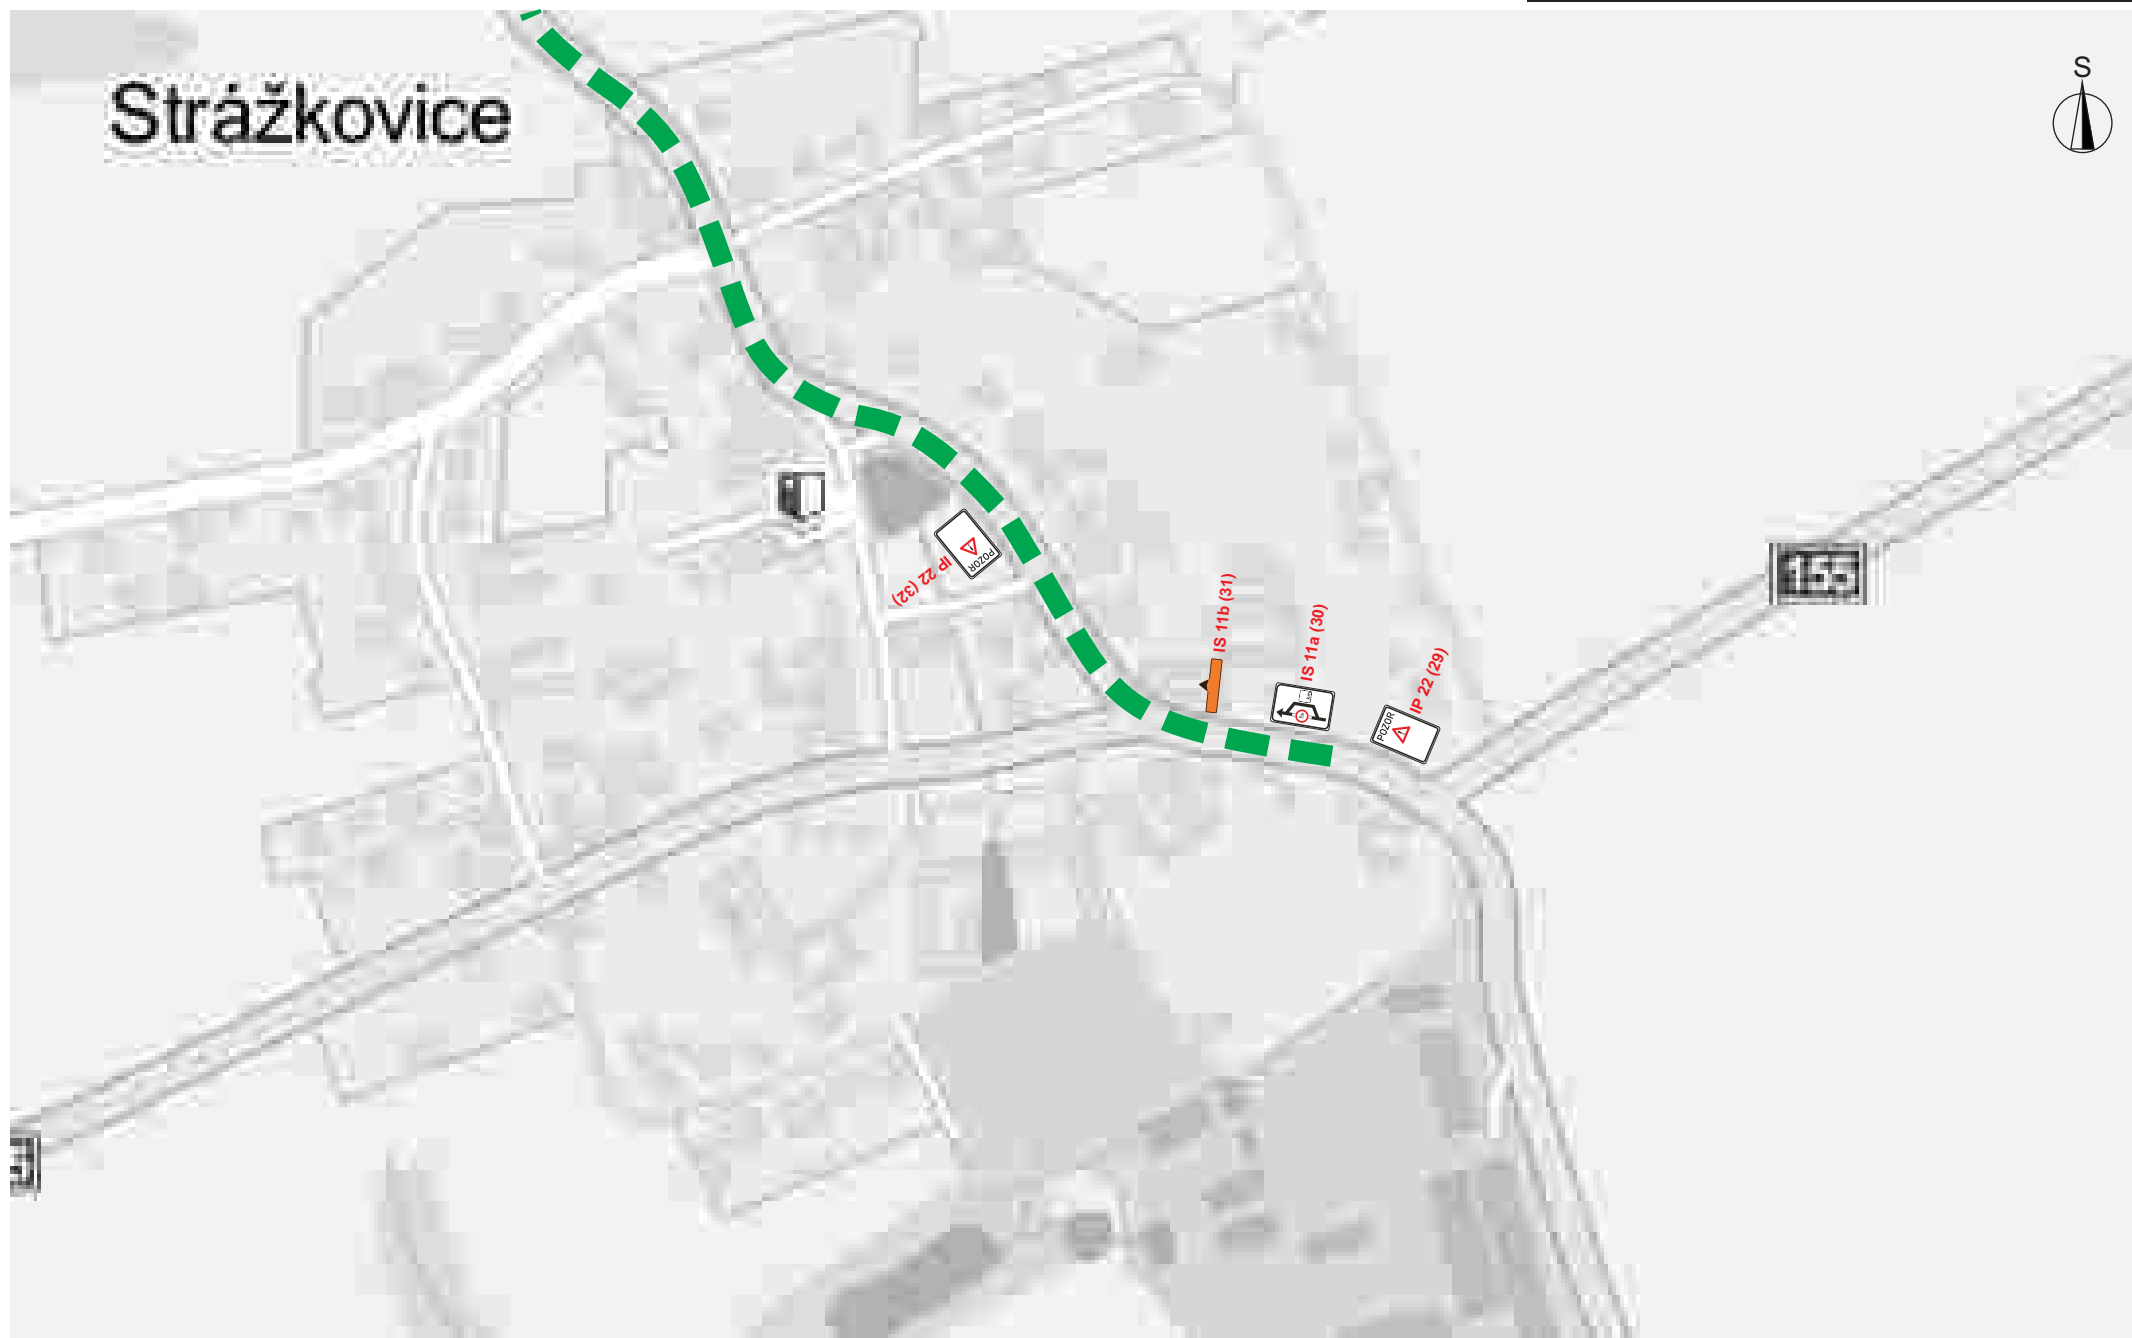 S
Strážkovice
155
POZOR
IP 22 (32)
IS 11b (31)
IS 11a (30)
POZOR
IP 22 (29)